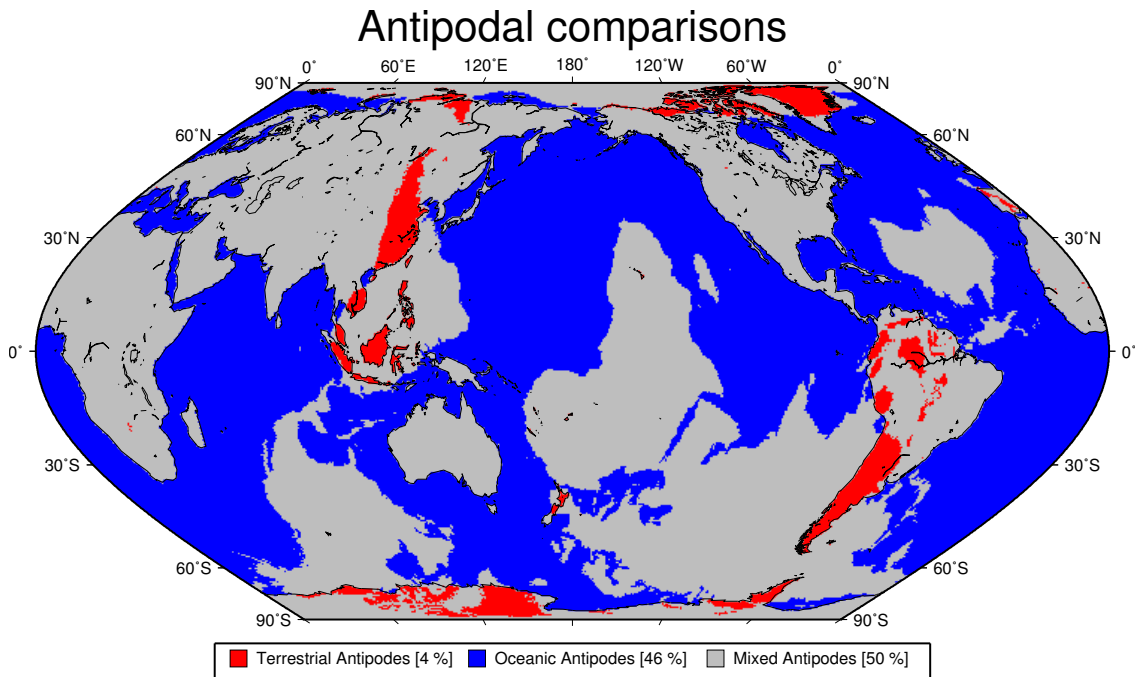 Antipodal comparisons
0˚ 60˚E 120˚E 180˚ 120˚W 60˚W 0˚
90˚N 90˚N
60˚N 60˚N
30˚N 30˚N
0˚ 0˚
30˚S 30˚S
60˚S 60˚S
90˚S 90˚S
Terrestrial Antipodes [4 %] Oceanic Antipodes [46 %] Mixed Antipodes [50 %]